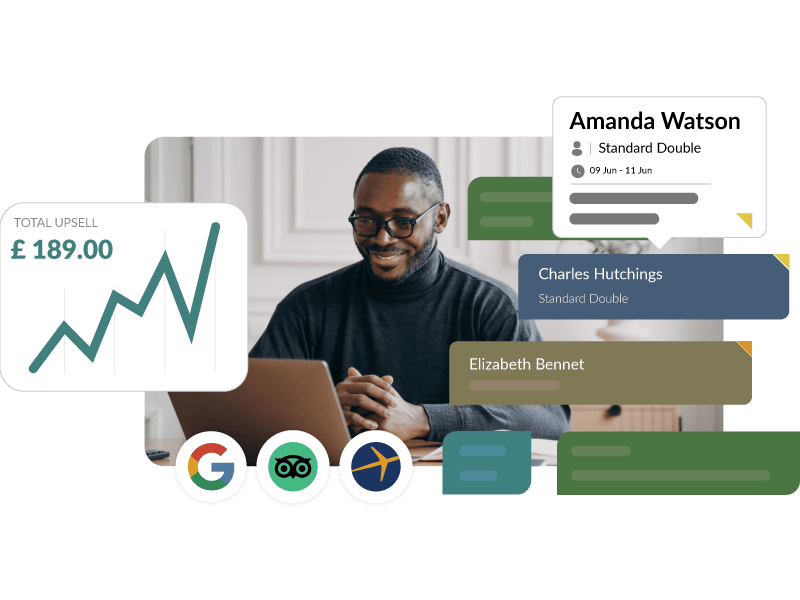 TOTAL UPSELL
£ 189.00
Amanda Watson
Standard Double
09 Jun - 11 Jun
Charles Hutchings
Standard Double
Elizabeth Bennet